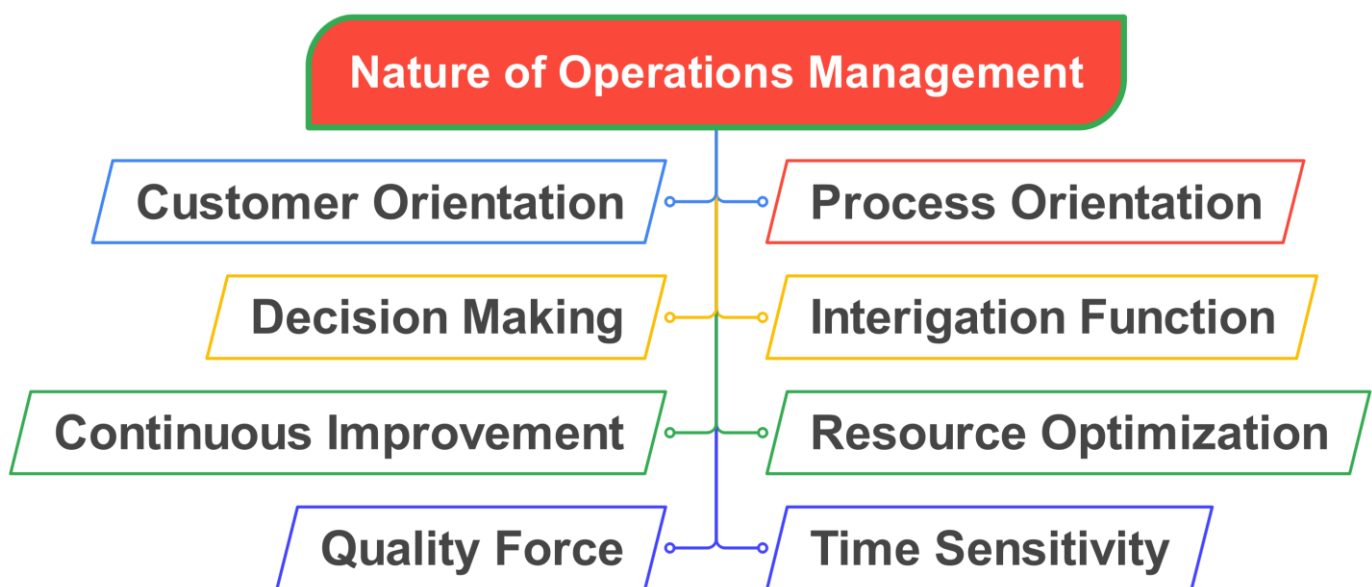 Nature of Operations Management
Customer Orientation
Process Orientation
Decision Making
Interigation Function
Continuous Improvement
Resource Optimization
Quality Force
Time Sensitivity